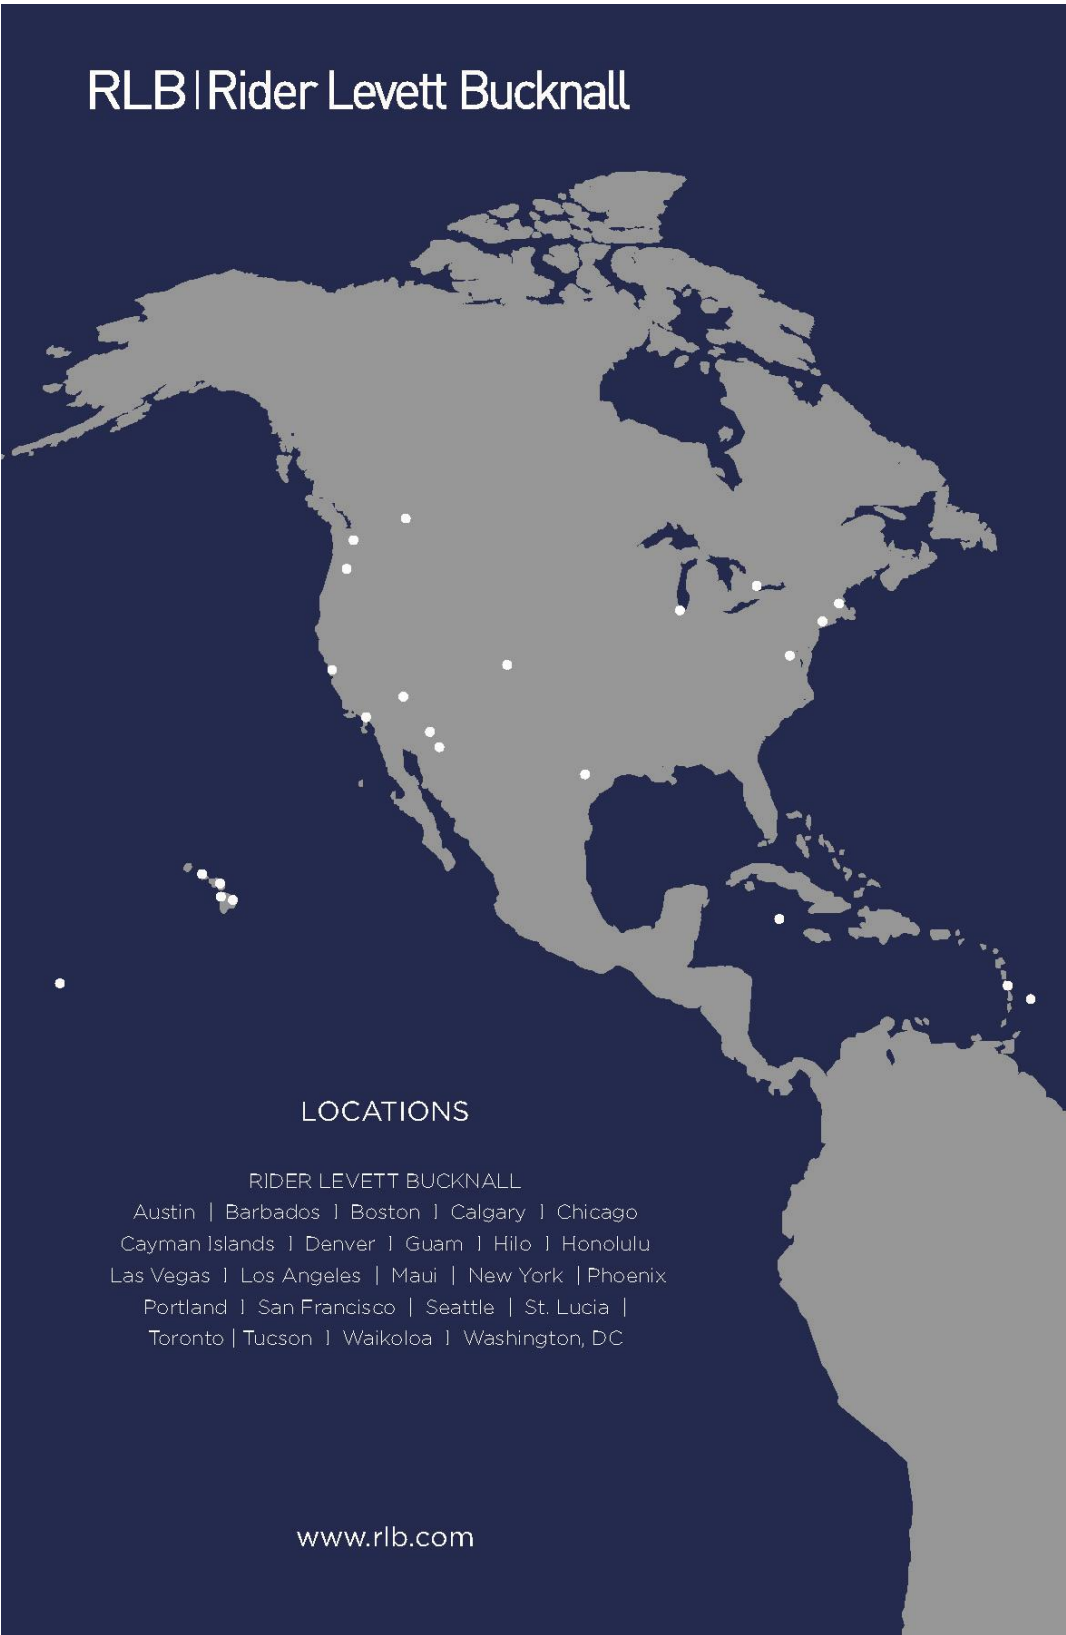 RLB|Rider Levett Bucknall
LOCATIONS
RIDER LEVETT BUCKNALL
Austin | Barbados l Boston l Calgary l Chicago
Cayman Islands l Denver l Guam l Hilo l Honolulu
Las Vegas l Los Angeles | Maui | New York | Phoenix
Portland l San Francisco | Seattle | St. Lucia |
Toronto | Tucson l Waikoloa l Washington, DC
www.rlb.com